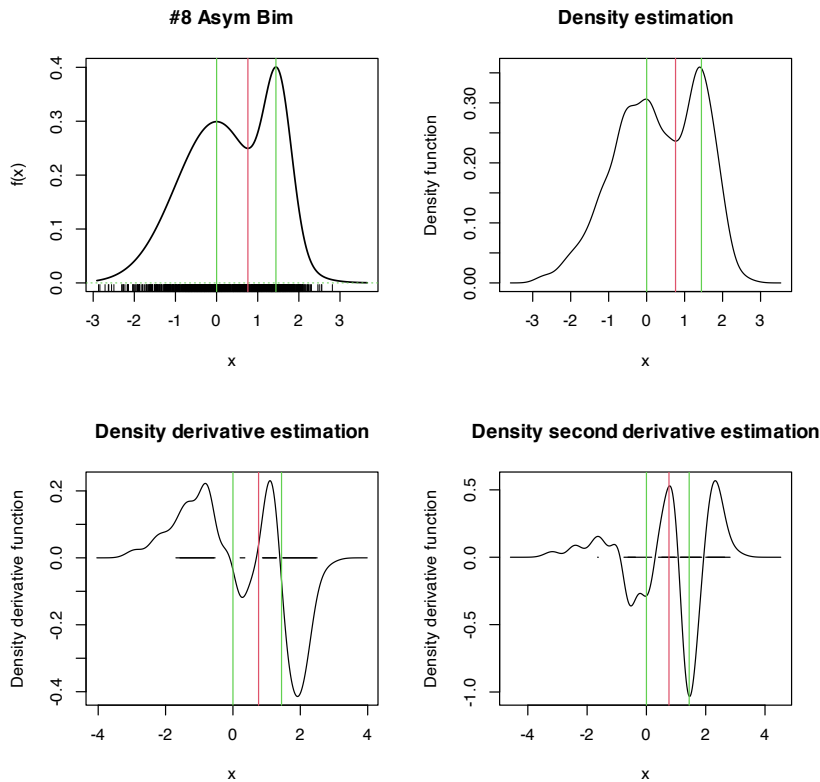 #8 Asym Bim
f(x)
0.0 0.1 0.2 0.3 0.4
-3 -2 -1 0 1 2 3
x
Density estimation
Density function
0.00 0.10 0.20 0.30
-3 -2 -1 0 1 2 3
x
Density derivative estimation
Density derivative function
-0.4 -0.2 0.0 0.2
-4 -2 0 2 4
x
Density second derivative estimation
Density derivative function
-1.0 -0.5 0.0 0.5
-4 -2 0 2 4
x